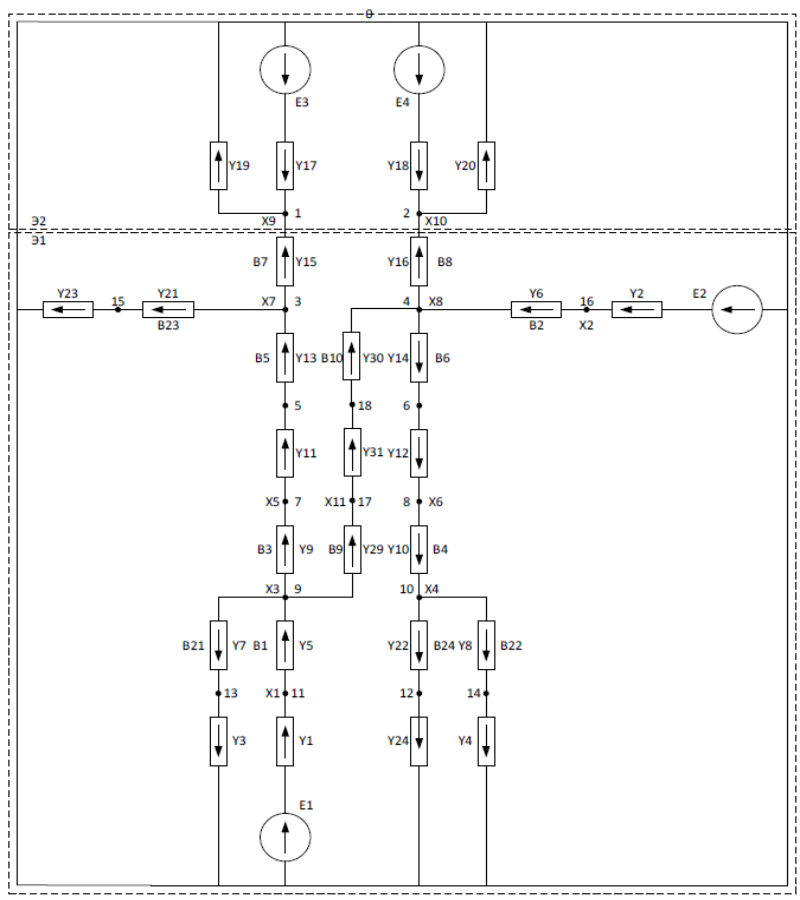 0
E3 E4
Y19 Y17 Y18 Y20
1 2
X9 X10
Э2
Э1
B7 Y15 Y16 B8
Y23 Y21 Y6 Y2 E2
15 X7 3 4 X8 16
B23 B2 X2
B5 Y13 B10 Y30 Y14 B6
5 18 6
Y11 Y31 Y12
X5 7 X11 17 8 X6
B3 Y9 B9 Y29 Y10 B4
X3 9 10 X4
B21 Y7 B1 Y5 Y22 B24 Y8 B22
13 X1 11 12 14
Y3 Y1 Y24 Y4
E1